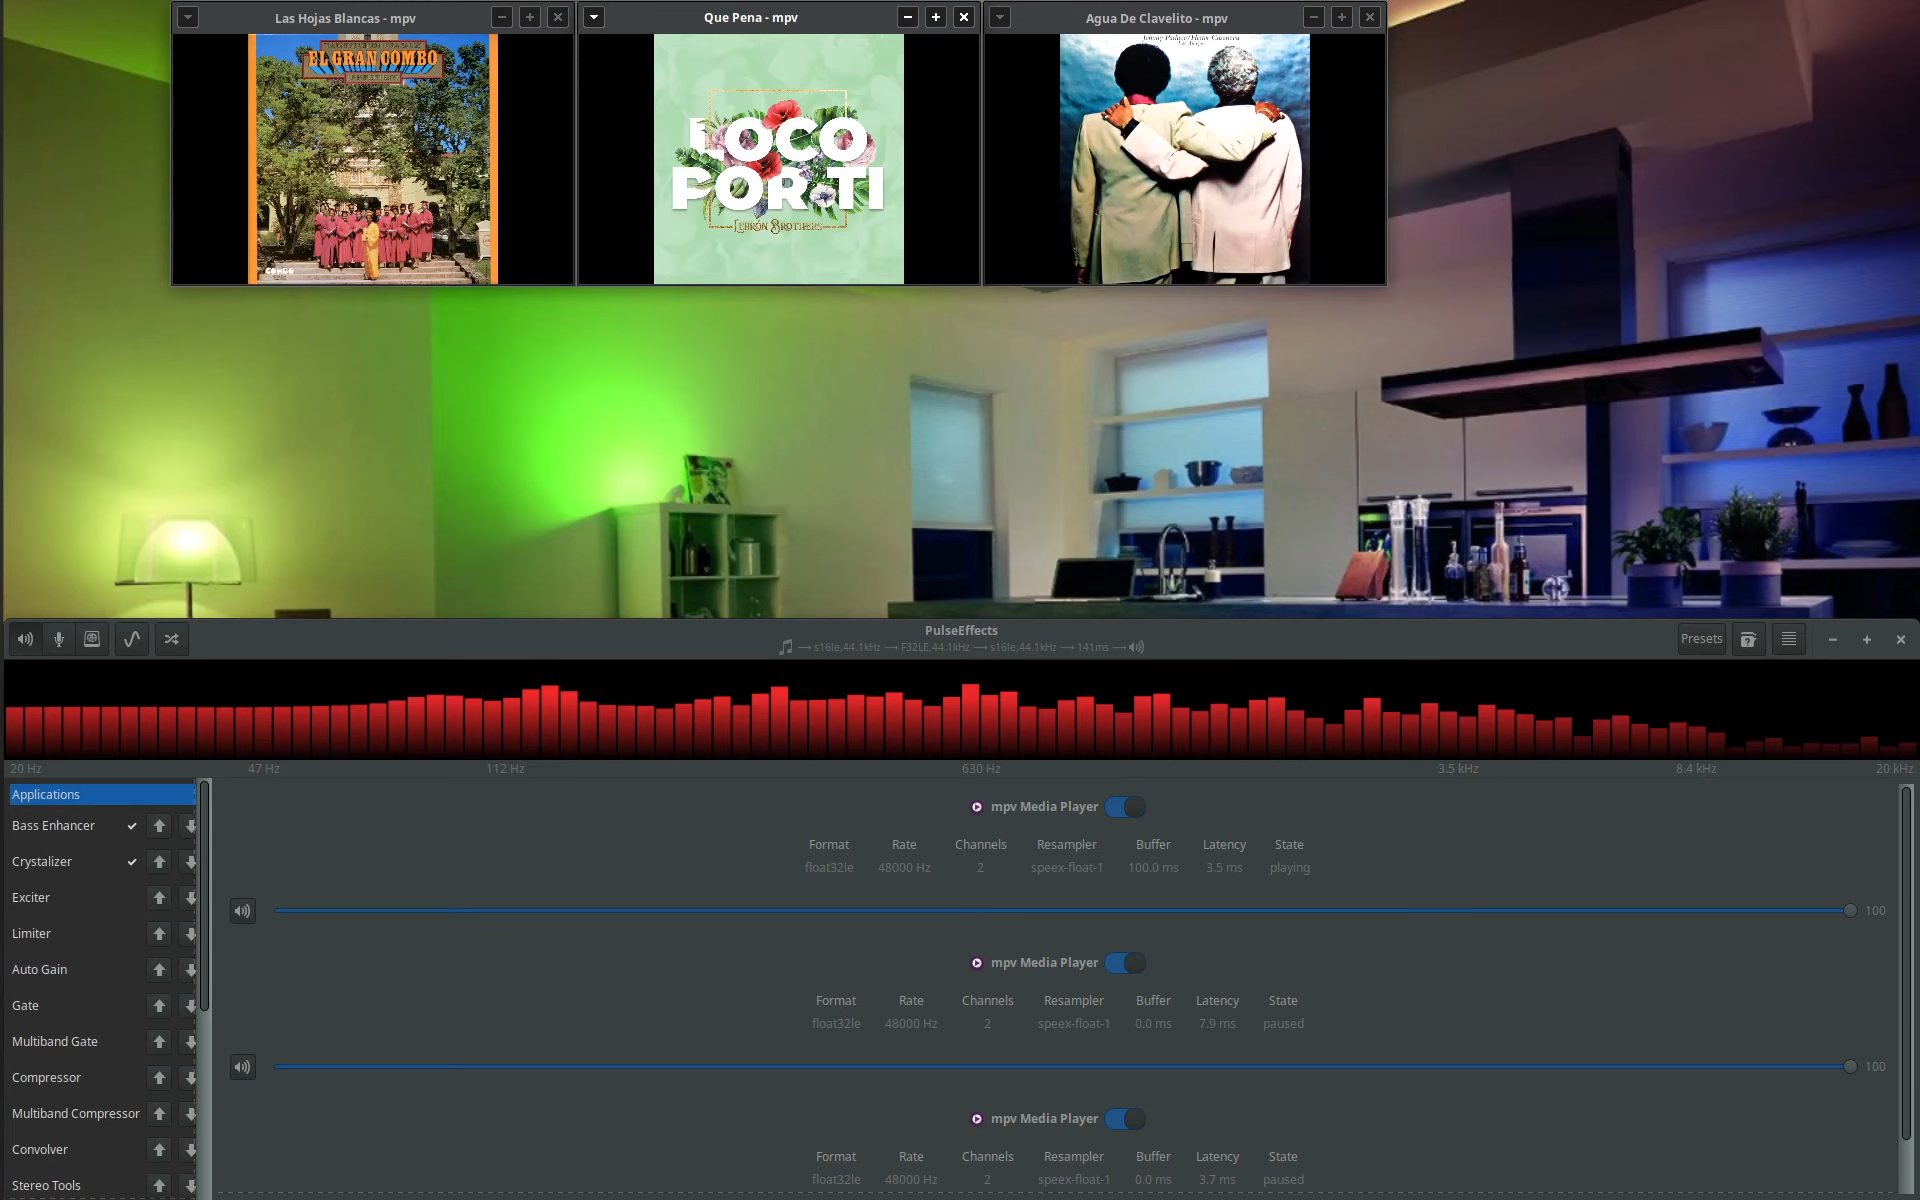 Las Hojas Blancas - mpv
Que Pena - mpv
Agua De Clavelito - mpv
EL GRAN COMBO
COMBO
LOCO
POR TI
LEBRÓN BROTHERS
Johnny Pacheco / Hector Casanova
Los Amigos
PulseEffects
s16le,44.1kHz ⟶ F32LE,44.1kHz ⟶ s16le,44.1kHz ⟶ 141ms ⟶
Presets
20 Hz 47 Hz 112 Hz 630 Hz 3.5 kHz 8.4 kHz 20 kHz
Applications
Bass Enhancer
Crystalizer
Exciter
Limiter
Auto Gain
Gate
Multiband Gate
Compressor
Multiband Compressor
Convolver
Stereo Tools
mpv Media Player
Format Rate Channels Resampler Buffer Latency State
float32le 48000 Hz 2 speex-float-1 100.0 ms 3.5 ms playing
100
mpv Media Player
Format Rate Channels Resampler Buffer Latency State
float32le 48000 Hz 2 speex-float-1 0.0 ms 7.9 ms paused
100
mpv Media Player
Format Rate Channels Resampler Buffer Latency State
float32le 48000 Hz 2 speex-float-1 0.0 ms 3.7 ms paused